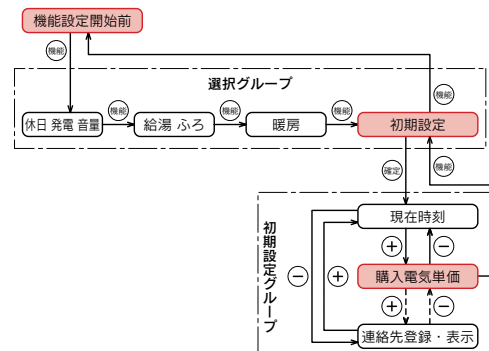 機能設定開始前
機能
選択グループ
機能
休日 発電 音量
機能
給湯 ふろ
機能
暖房
機能
初期設定
確定
機能
初期設定グループ
現在時刻
+
−
−
+
購入電気単価
+
−
連絡先登録・表示